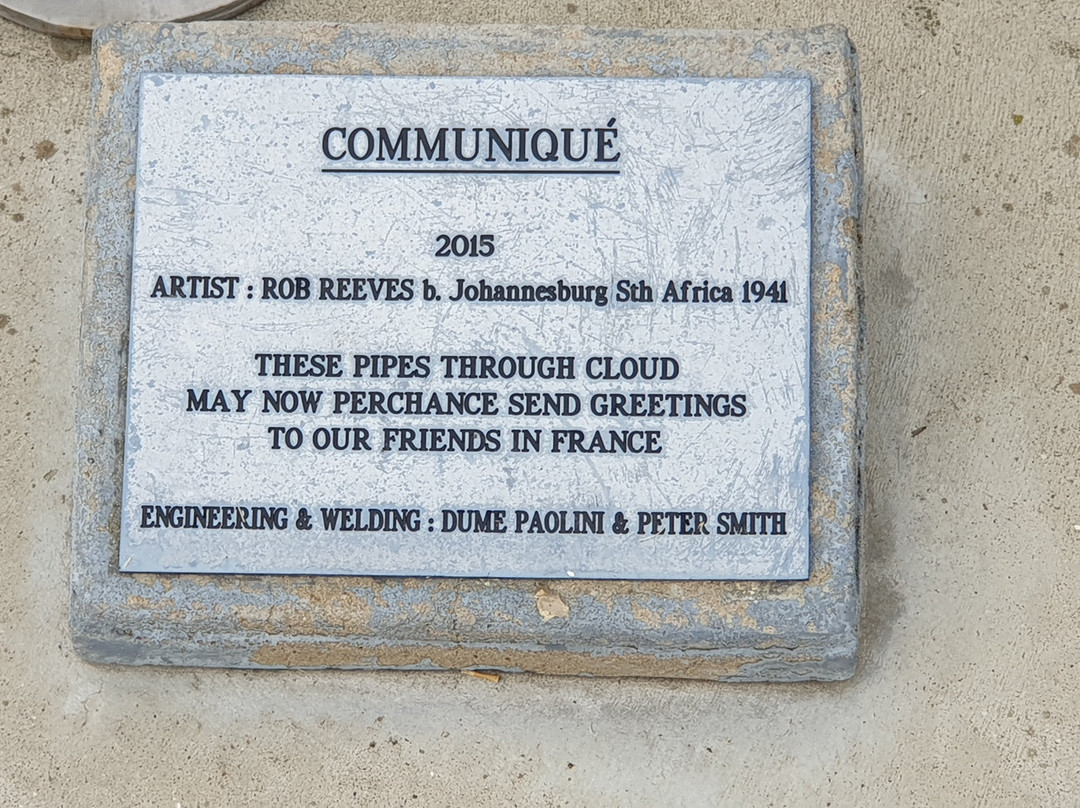 COMMUNIQUÉ
2015
ARTIST : ROB REEVES b. Johannesburg Sth Africa 1941
THESE PIPES THROUGH CLOUD
MAY NOW PERCHANCE SEND GREETINGS
TO OUR FRIENDS IN FRANCE
ENGINEERING & WELDING : DUME PAOLINI & PETER SMITH